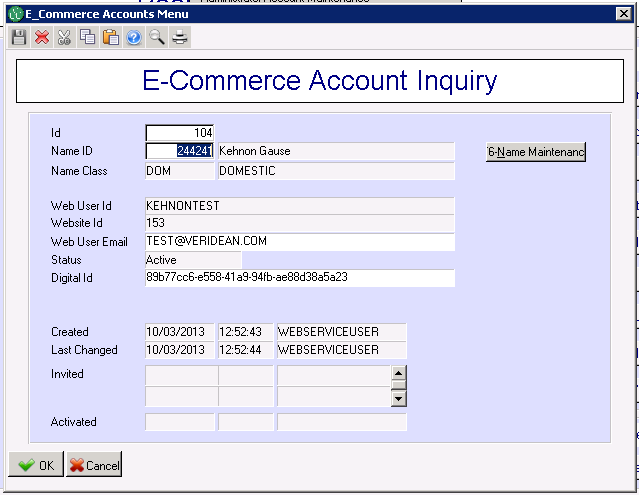 Administrator Account Maintenance
E_Commerce Accounts Menu
E-Commerce Account Inquiry
Id 104
Name ID 244241 Kehnon Gause 6-Name Maintenanc
Name Class DOM DOMESTIC
Web User Id KEHNONTEST
Website Id 153
Web User Email TEST@VERIDEAN.COM
Status Active
Digital Id 89b77cc6-e558-41a9-94fb-ae88d38a5a23
Created 10/03/2013 12:52:43 WEBSERVICEUSER
Last Changed 10/03/2013 12:52:44 WEBSERVICEUSER
Invited
Activated
OK Cancel